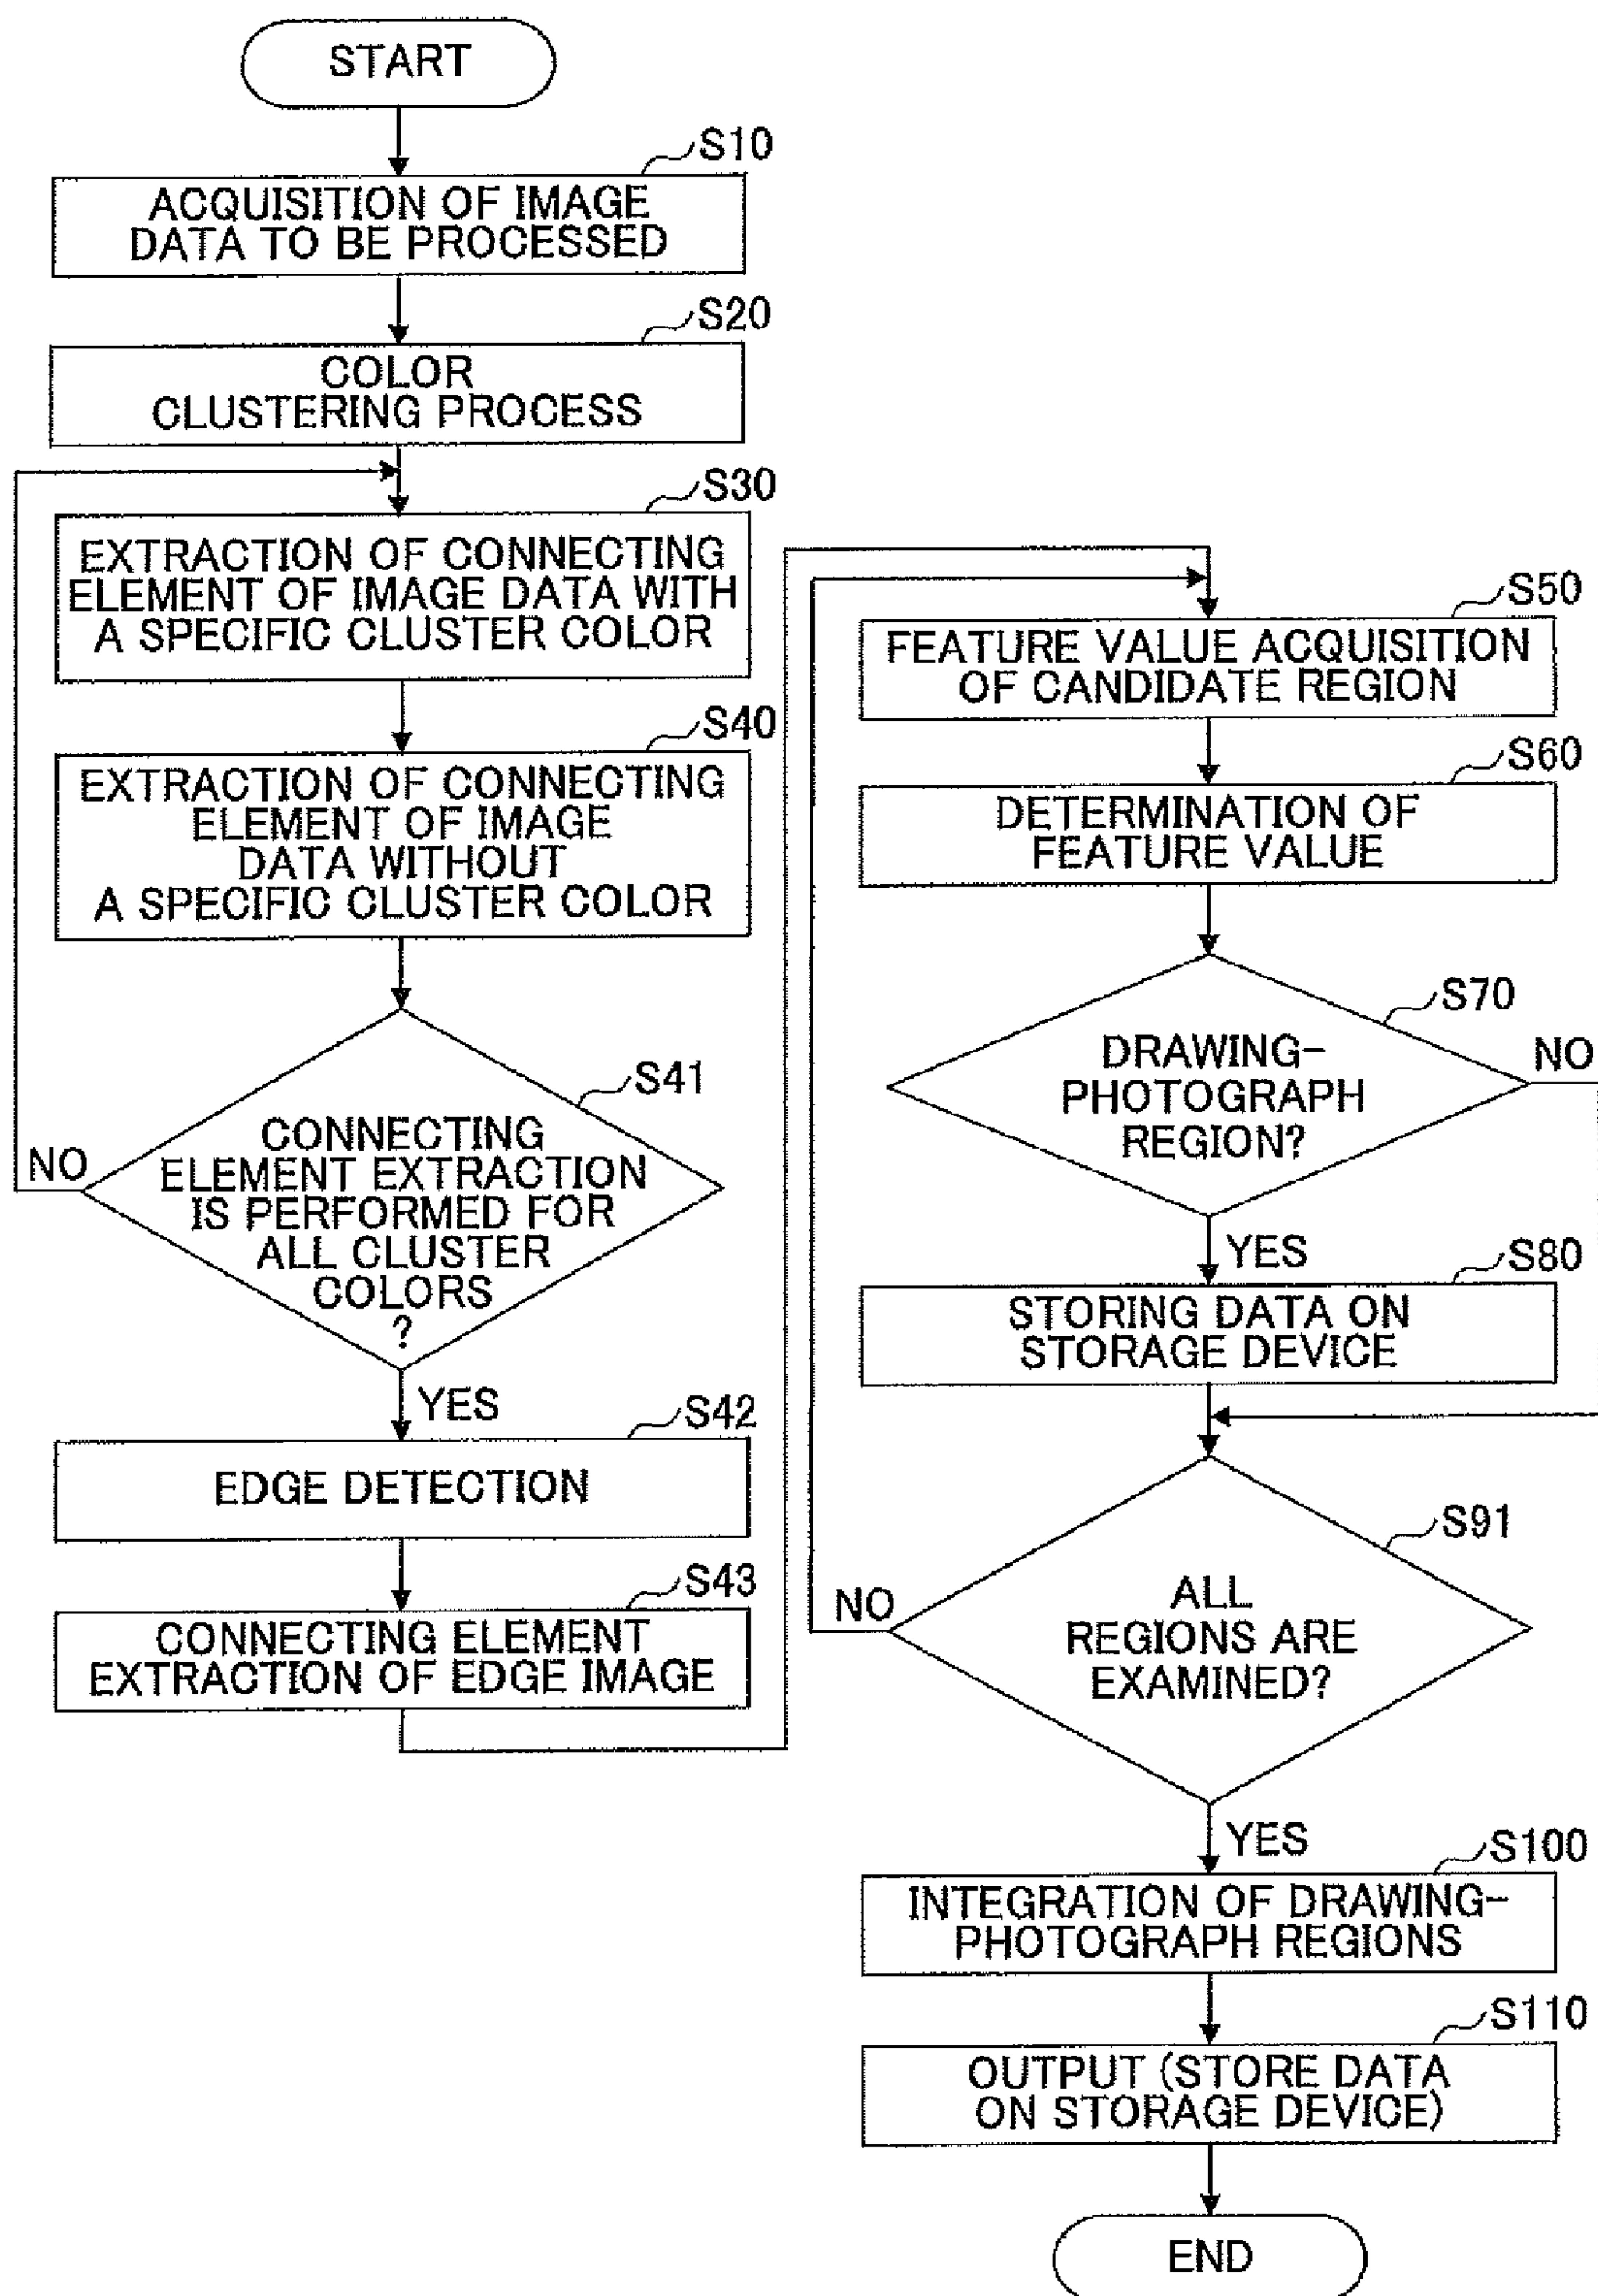 START
S10
ACQUISITION OF IMAGE
DATA TO BE PROCESSED
S20
COLOR
CLUSTERING PROCESS
S30
EXTRACTION OF CONNECTING
ELEMENT OF IMAGE DATA WITH
A SPECIFIC CLUSTER COLOR
S40
EXTRACTION OF CONNECTING
ELEMENT OF IMAGE
DATA WITHOUT
A SPECIFIC CLUSTER COLOR
S41
CONNECTING
ELEMENT EXTRACTION
IS PERFORMED FOR
ALL CLUSTER
COLORS
?
NO
YES
S42
EDGE DETECTION
S43
CONNECTING ELEMENT
EXTRACTION OF EDGE IMAGE
S50
FEATURE VALUE ACQUISITION
OF CANDIDATE REGION
S60
DETERMINATION OF
FEATURE VALUE
S70
DRAWING-
PHOTOGRAPH
REGION?
NO
YES
S80
STORING DATA ON
STORAGE DEVICE
S91
ALL
REGIONS ARE
EXAMINED?
NO
YES
S100
INTEGRATION OF DRAWING-
PHOTOGRAPH REGIONS
S110
OUTPUT (STORE DATA
ON STORAGE DEVICE)
END